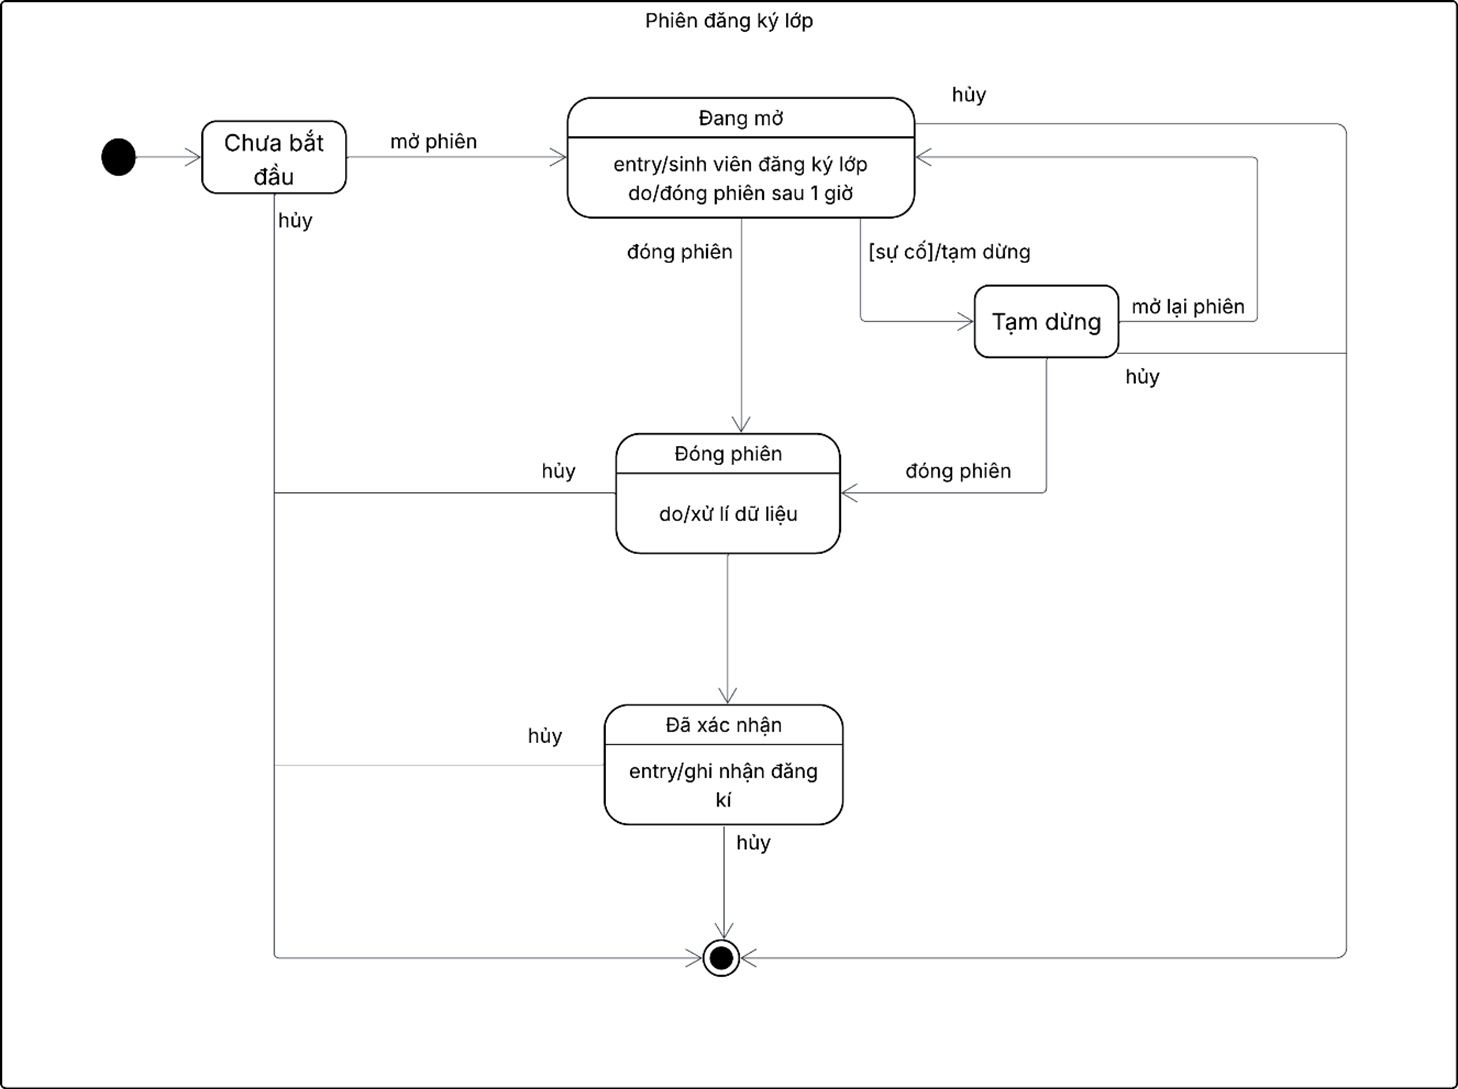 Phiên đăng ký lớp
hủy
Đang mở
Chưa bắt
đầu
mở phiên
entry/sinh viên đăng ký lớp
do/đóng phiên sau 1 giờ
hủy
đóng phiên
[sự cố]/tạm dừng
Tạm dừng
mở lại phiên
hủy
Đóng phiên
hủy
đóng phiên
do/xử lí dữ liệu
Đã xác nhận
hủy
entry/ghi nhận đăng
kí
hủy